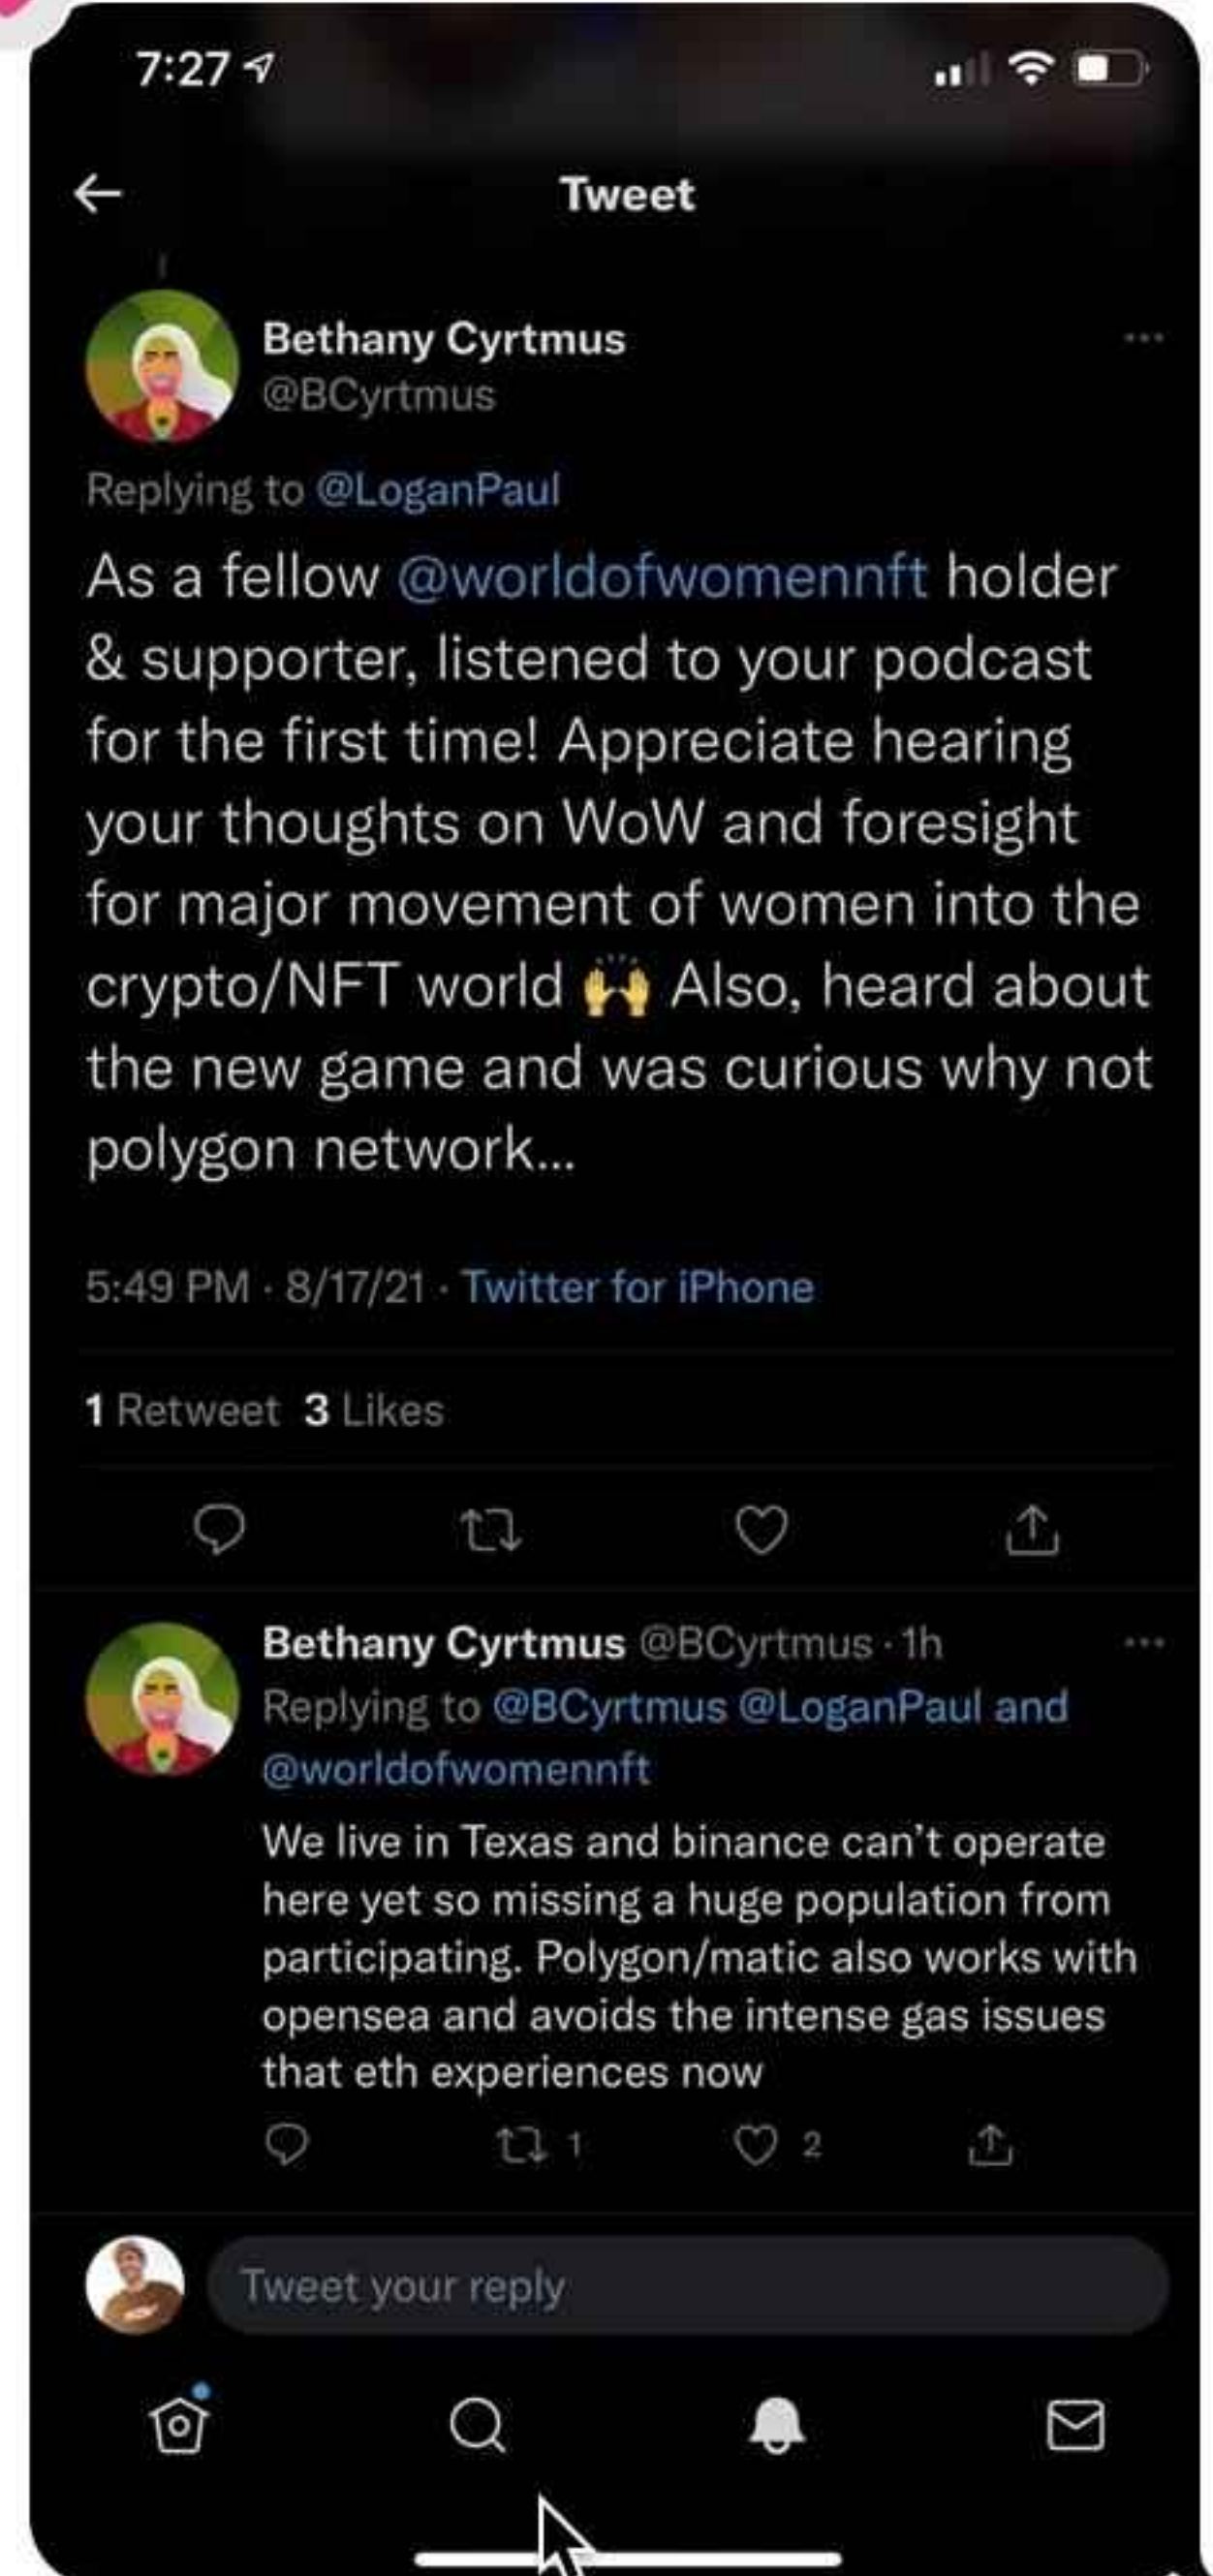 7:27
Tweet
Bethany Cyrtmus
@BCyrtmus
Replying to @LoganPaul
As a fellow @worldofwomennft holder
& supporter, listened to your podcast
for the first time! Appreciate hearing
your thoughts on WoW and foresight
for major movement of women into the
crypto/NFT world 🙌 Also, heard about
the new game and was curious why not
polygon network...
5:49 PM · 8/17/21 · Twitter for iPhone
1 Retweet 3 Likes
Bethany Cyrtmus @BCyrtmus · 1h
Replying to @BCyrtmus @LoganPaul and
@worldofwomennft
We live in Texas and binance can't operate
here yet so missing a huge population from
participating. Polygon/matic also works with
opensea and avoids the intense gas issues
that eth experiences now
1 2
Tweet your reply